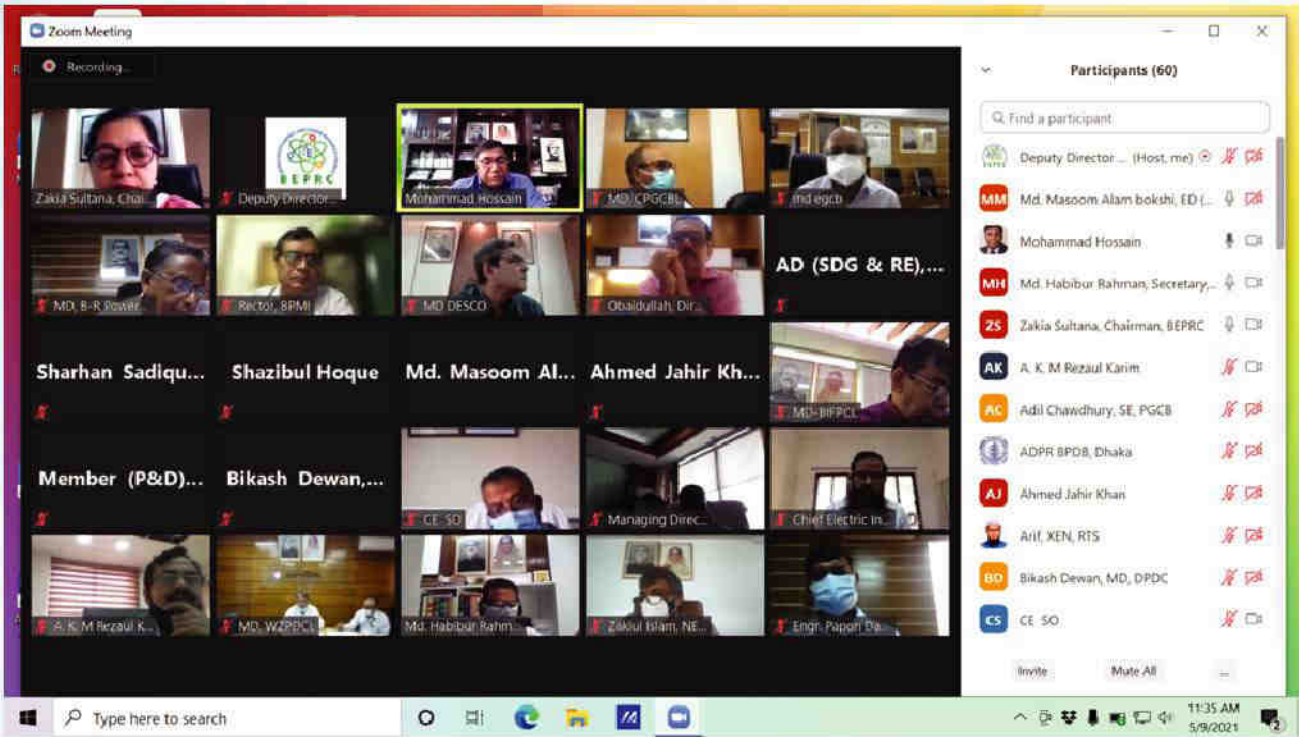 Zoom Meeting
Recording...
Zakia Sultana, Chai...
BEPRC
Deputy Director...
Mohammad Hossain
MD, CPGCBL
md egcb
MD, B-R Power...
Rector, BPMI
MD DESCO
Obaidullah, Dir...
AD (SDG & RE),...
Sharhan Sadiqu...
Shazibul Hoque
Md. Masoom Al...
Ahmed Jahir Kh...
MD- BIFPCL
Member (P&D)...
Bikash Dewan,...
CE SO
Managing Direc...
Chief Electric In...
A. K. M Rezaul K...
MD, WZPDCL
Md. Habibur Rahm...
Zakiul Islam, NE...
Engr. Papon Da...
Participants (60)
Find a participant
Deputy Director ... (Host, me)
MM Md. Masoom Alam bokshi, ED (...
Mohammad Hossain
MH Md. Habibur Rahman, Secretary,...
ZS Zakia Sultana, Chairman, BEPRC
AK A. K. M Rezaul Karim
AC Adil Chawdhury, SE, PGCB
ADPR BPDB, Dhaka
AJ Ahmed Jahir Khan
Arif, XEN, RTS
BD Bikash Dewan, MD, DPDC
CS CE SO
Invite Mute All ...
Type here to search
11:35 AM
5/9/2021
2